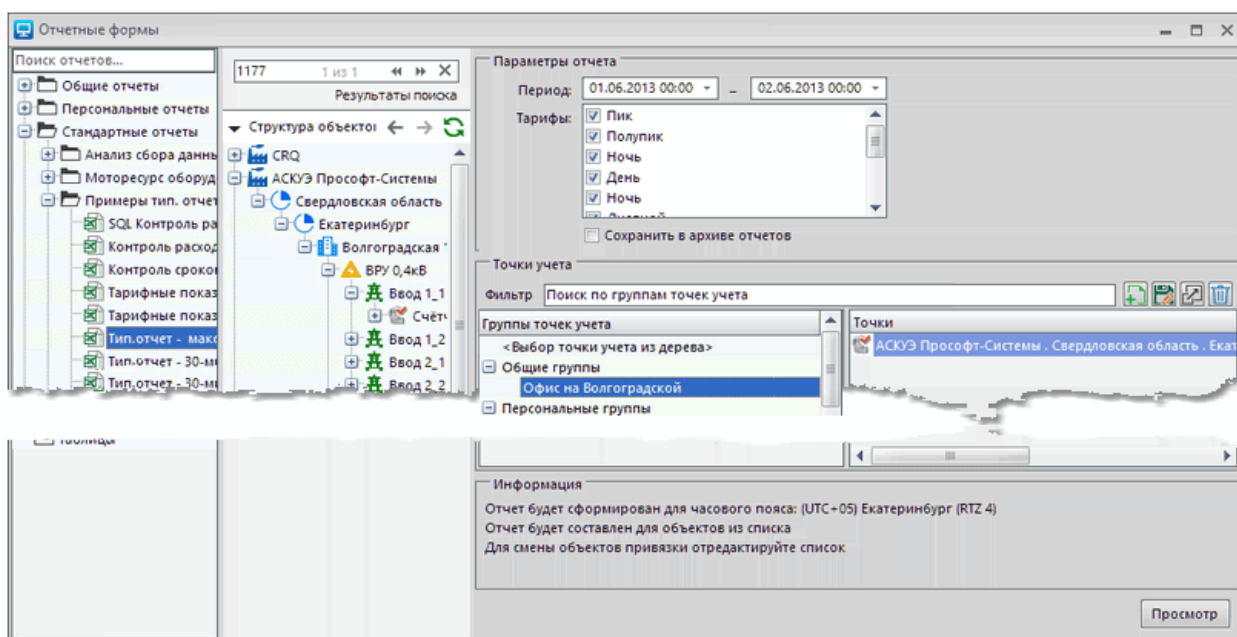 Отчетные формы
Поиск отчетов...
Общие отчеты
Персональные отчеты
Стандартные отчеты
Анализ сбора даннь
Моторесурс оборуд
Примеры тип. отчет
SQL Контроль ра
Контроль расход
Контроль сроко
Тарифные показ
Тарифные показ
Тип.отчет - макс
Тип.отчет - 30-ми
Тип.отчет - 30-ми
1177 1 из 1
Результаты поиска
Структура объекто
CRQ
АСКУЭ Прософт-Системы
Свердловская область
Екатеринбург
Волгоградская
ВРУ 0,4кВ
Ввод 1_1
Счётч
Ввод 1_2
Ввод 2_1
Ввод 2_2
Параметры отчета
Период: 01.06.2013 00:00 – 02.06.2013 00:00
Тарифы:
Пик
Полупик
Ночь
День
Ночь
Сохранить в архиве отчетов
Точки учета
Фильтр Поиск по группам точек учета
Группы точек учета
<Выбор точки учета из дерева>
Общие группы
Офис на Волгоградской
Персональные группы
Точки
АСКУЭ Прософт-Системы . Свердловская область . Екат
Информация
Отчет будет сформирован для часового пояса: (UTC+05) Екатеринбург (RTZ 4)
Отчет будет составлен для объектов из списка
Для смены объектов привязки отредактируйте список
Просмотр